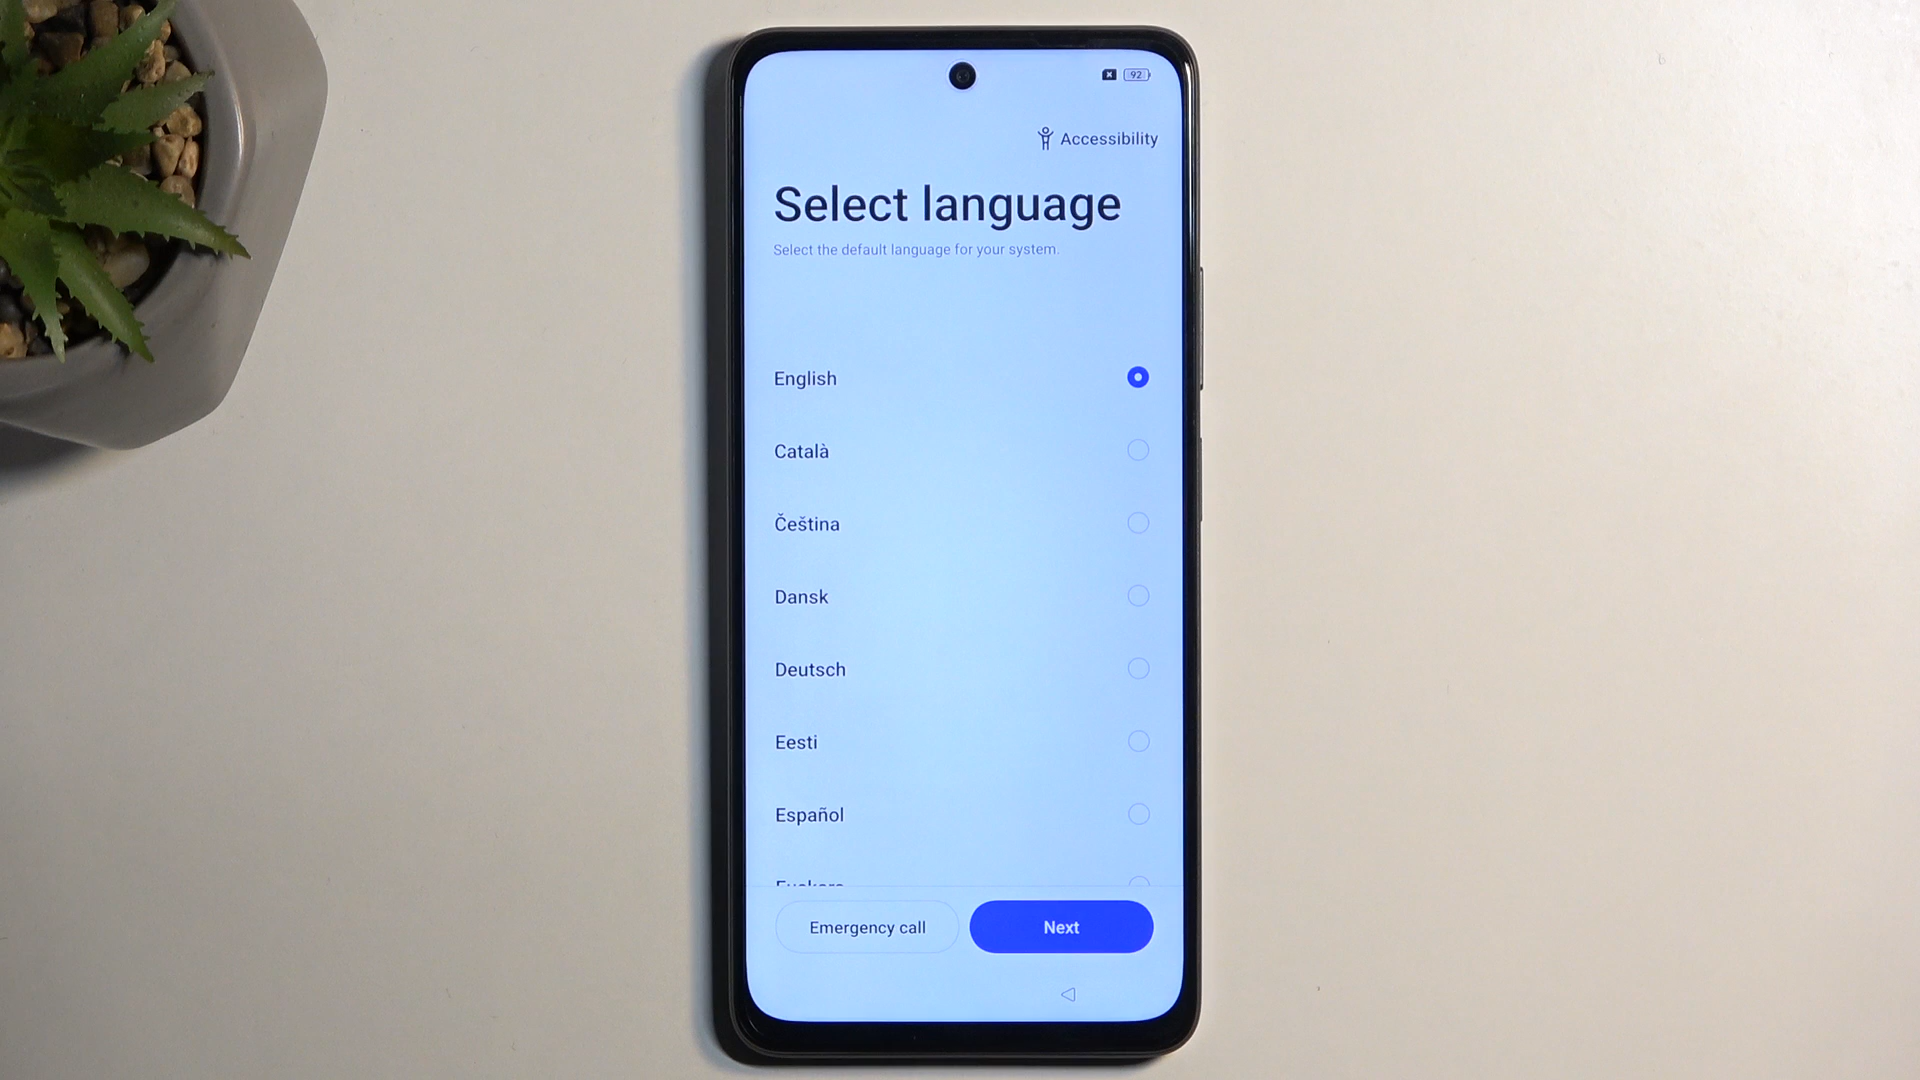 92
Accessibility
Select language
Select the default language for your system.
English
Català
Čeština
Dansk
Deutsch
Eesti
Español
Emergency call
Next